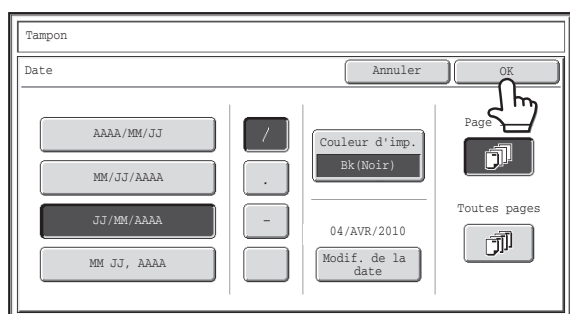 Tampon
Date
Annuler
OK
AAAA/MM/JJ
MM/JJ/AAAA
JJ/MM/AAAA
MM JJ, AAAA
/
.
-
Couleur d'imp.
Bk(Noir)
04/AVR/2010
Modif. de la
date
Page
Toutes pages